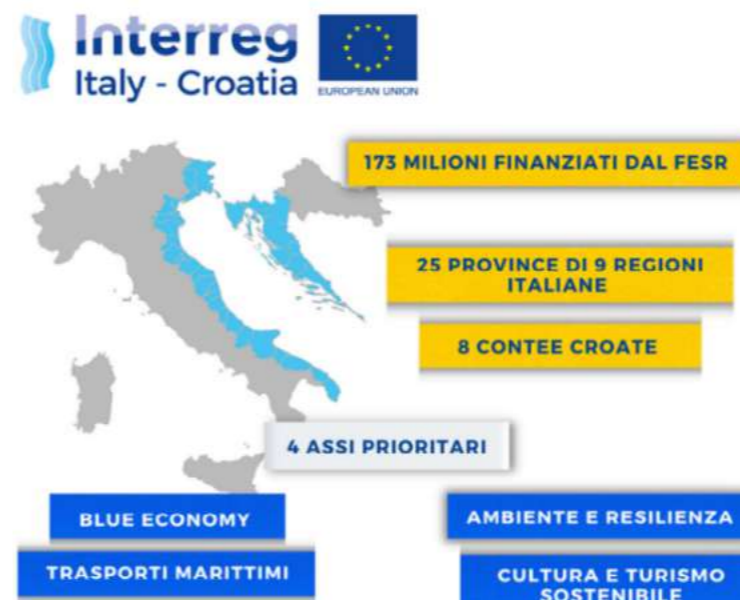 Interreg
Italy - Croatia
EUROPEAN UNION
173 MILIONI FINANZIATI DAL FESR
25 PROVINCE DI 9 REGIONI
ITALIANE
8 CONTEE CROATE
4 ASSI PRIORITARI
BLUE ECONOMY
AMBIENTE E RESILIENZA
TRASPORTI MARITTIMI
CULTURA E TURISMO
SOSTENIBILE